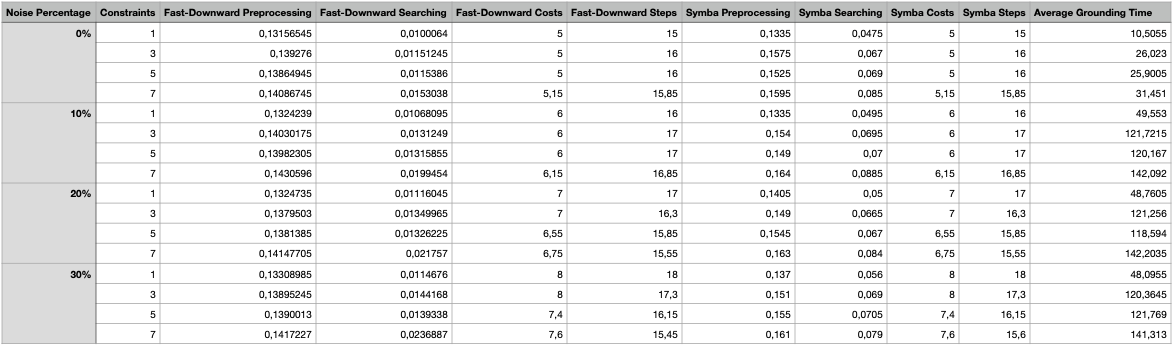 Noise Percentage Constraints Fast-Downward Preprocessing Fast-Downward Searching Fast-Downward Costs Fast-Downward Steps Symba Preprocessing Symba Searching Symba Costs Symba Steps Average Grounding Time
0% 1 0,13156545 0,0100064 5 15 0,1335 0,0475 5 15 10,5055
3 0,139276 0,01151245 5 16 0,1575 0,067 5 16 26,023
5 0,13864945 0,0115386 5 16 0,1525 0,069 5 16 25,9005
7 0,14086745 0,0153038 5,15 15,85 0,1595 0,085 5,15 15,85 31,451
10% 1 0,1324239 0,01068095 6 16 0,1335 0,0495 6 16 49,553
3 0,14030175 0,0131249 6 17 0,154 0,0695 6 17 121,7215
5 0,13982305 0,01315855 6 17 0,149 0,07 6 17 120,167
7 0,1430596 0,0199454 6,15 16,85 0,164 0,0885 6,15 16,85 142,092
20% 1 0,1324735 0,01116045 7 17 0,1405 0,05 7 17 48,7605
3 0,1379503 0,01349965 7 16,3 0,149 0,0665 7 16,3 121,256
5 0,1381385 0,01326225 6,55 15,85 0,1545 0,067 6,55 15,85 118,594
7 0,14147705 0,021757 6,75 15,55 0,163 0,084 6,75 15,55 142,2035
30% 1 0,13308985 0,0114676 8 18 0,137 0,056 8 18 48,0955
3 0,13895245 0,0144168 8 17,3 0,151 0,069 8 17,3 120,3645
5 0,1390013 0,0139338 7,4 16,15 0,155 0,0705 7,4 16,15 121,769
7 0,1417227 0,0236887 7,6 15,45 0,161 0,079 7,6 15,6 141,313